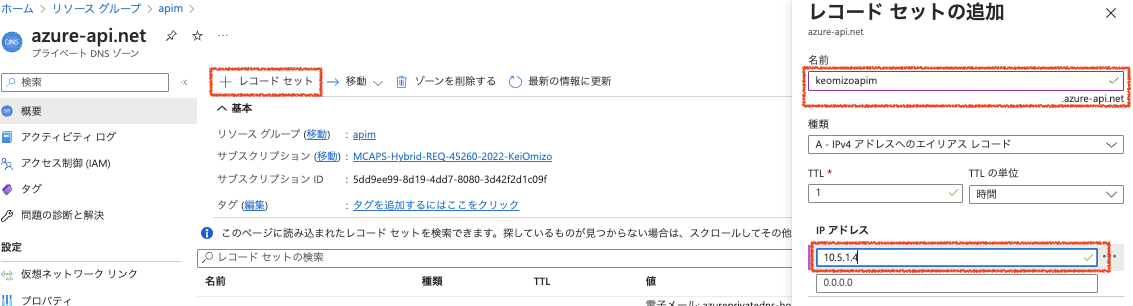 ホーム > リソース グループ > apim >
azure-api.net
プライベート DNS ゾーン
DNS
検索
概要
アクティビティ ログ
アクセス制御 (IAM)
タグ
問題の診断と解決
設定
仮想ネットワーク リンク
プロパティ
レコード セット
移動
ゾーンを削除する
最新の情報に更新
基本
リソース グループ (移動) : apim
サブスクリプション (移動) : MCAPS-Hybrid-REQ-45260-2022-KeiOmizo
サブスクリプション ID : 5dd9ee99-8d19-4dd7-8080-3d42f2d1c09f
タグ (編集) : タグを追加するにはここをクリック
このページに読み込まれたレコード セットを検索できます。探しているものが見つからない場合は、スクロールしてその他
レコード セットの検索
名前 種類 TTL 値
電子メール: azureprivatedns-ho
レコード セットの追加
azure-api.net
名前
keomizoapim
.azure-api.net
種類
A - IPv4 アドレスへのエイリアス レコード
TTL * TTL の単位
1 時間
IP アドレス
10.5.1.4
0.0.0.0